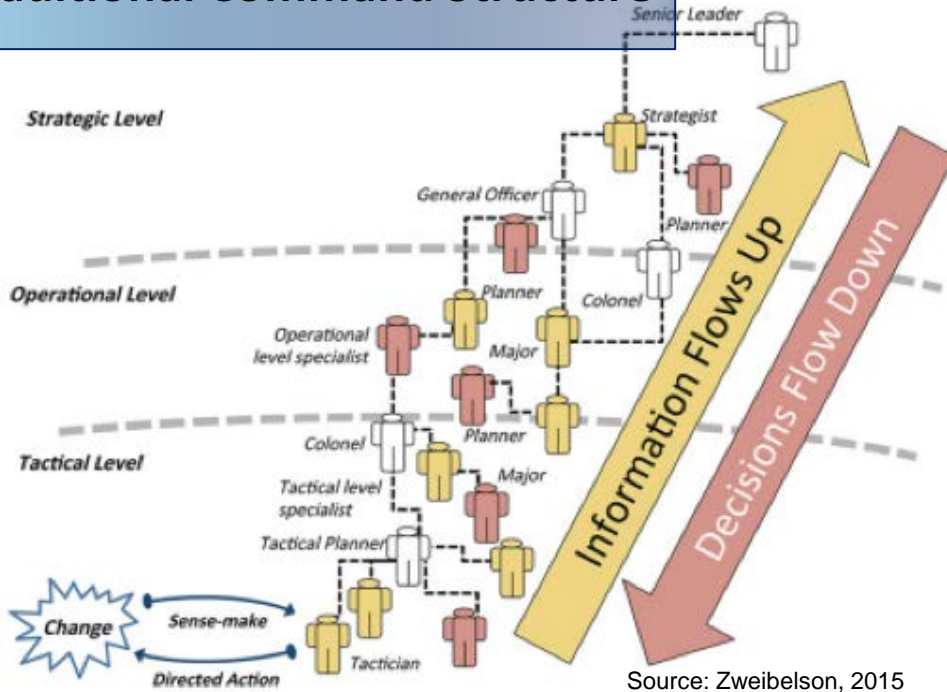 Senior Leader
Strategic Level
Strategist
General Officer
Planner
Operational Level
Planner
Colonel
Operational
level specialist
Major
Planner
Colonel
Tactical Level
Major
Tactical level
specialist
Tactical Planner
Change
Sense-make
Tactician
Directed Action
Information Flows Up
Decisions Flow Down
Source: Zweibelson, 2015